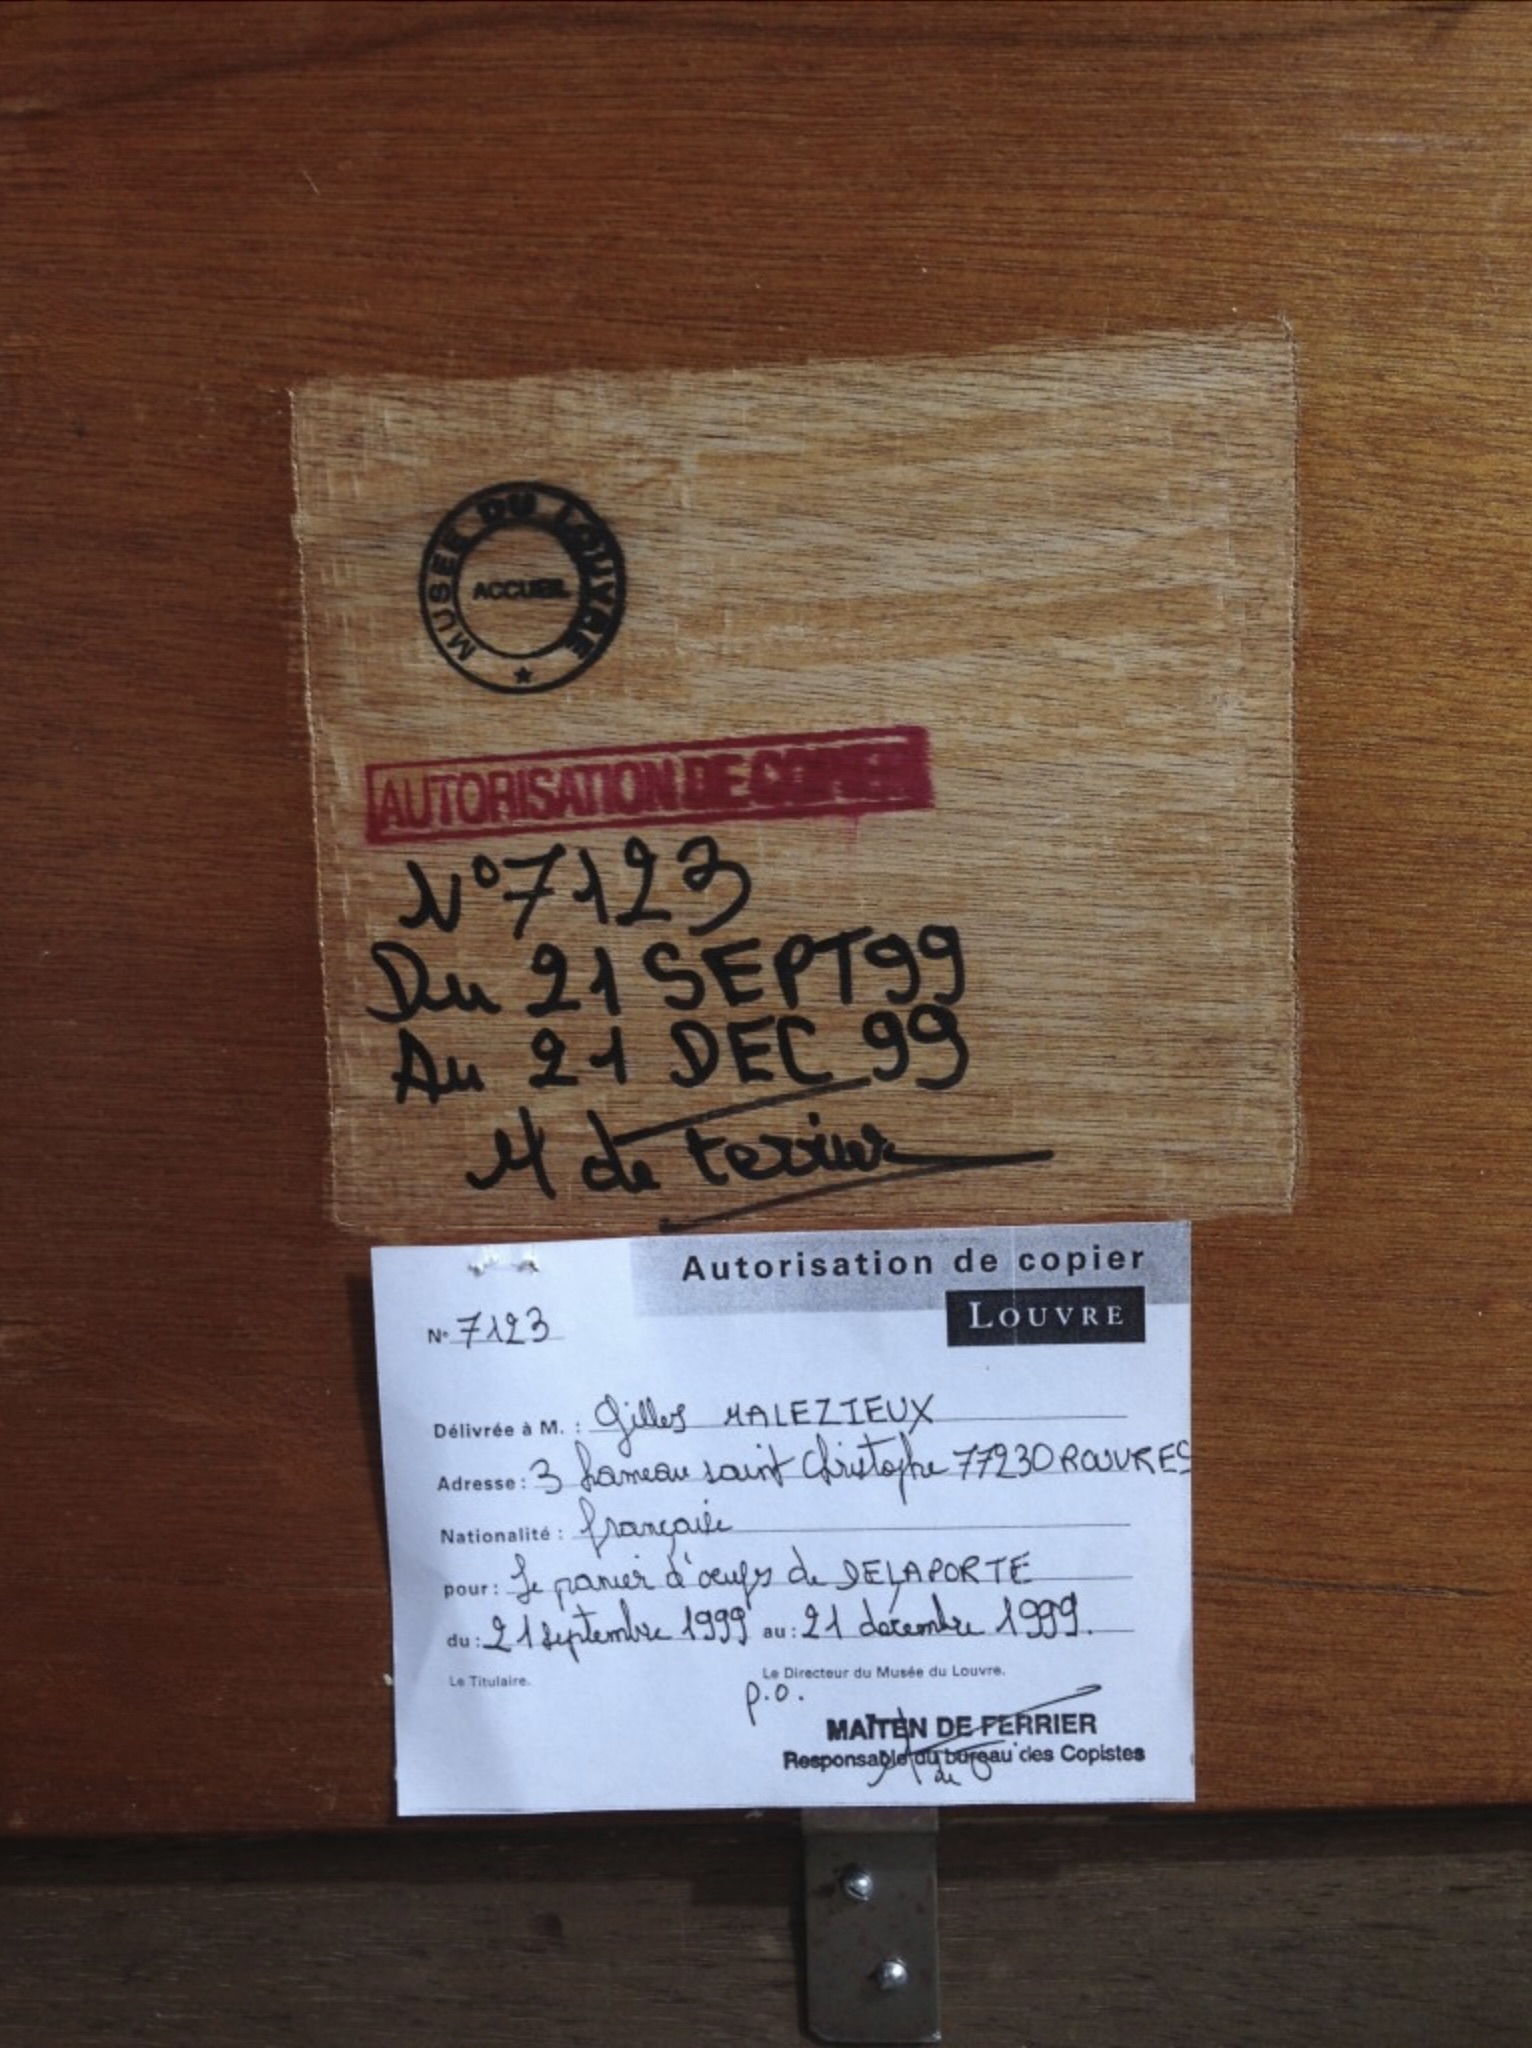 MUSEE DU LOUVRE
ACCUEIL
AUTORISATION DE COPIER
N° 7123
Du 21 SEPT 99
Au 21 DEC 99
M de ferrier
Autorisation de copier
LOUVRE
N° 7123
Délivrée à M. : Gilles MALEZIEUX
Adresse : 3 hameau saint Christophe 77230 ROUVRES
Nationalité : française
pour : Le panier d'œufs de DELAPORTE
du : 21 septembre 1999 au : 21 décembre 1999.
Le Titulaire.
Le Directeur du Musée du Louvre.
p.o.
MAÏTEN DE FERRIER
Responsable du bureau des Copistes